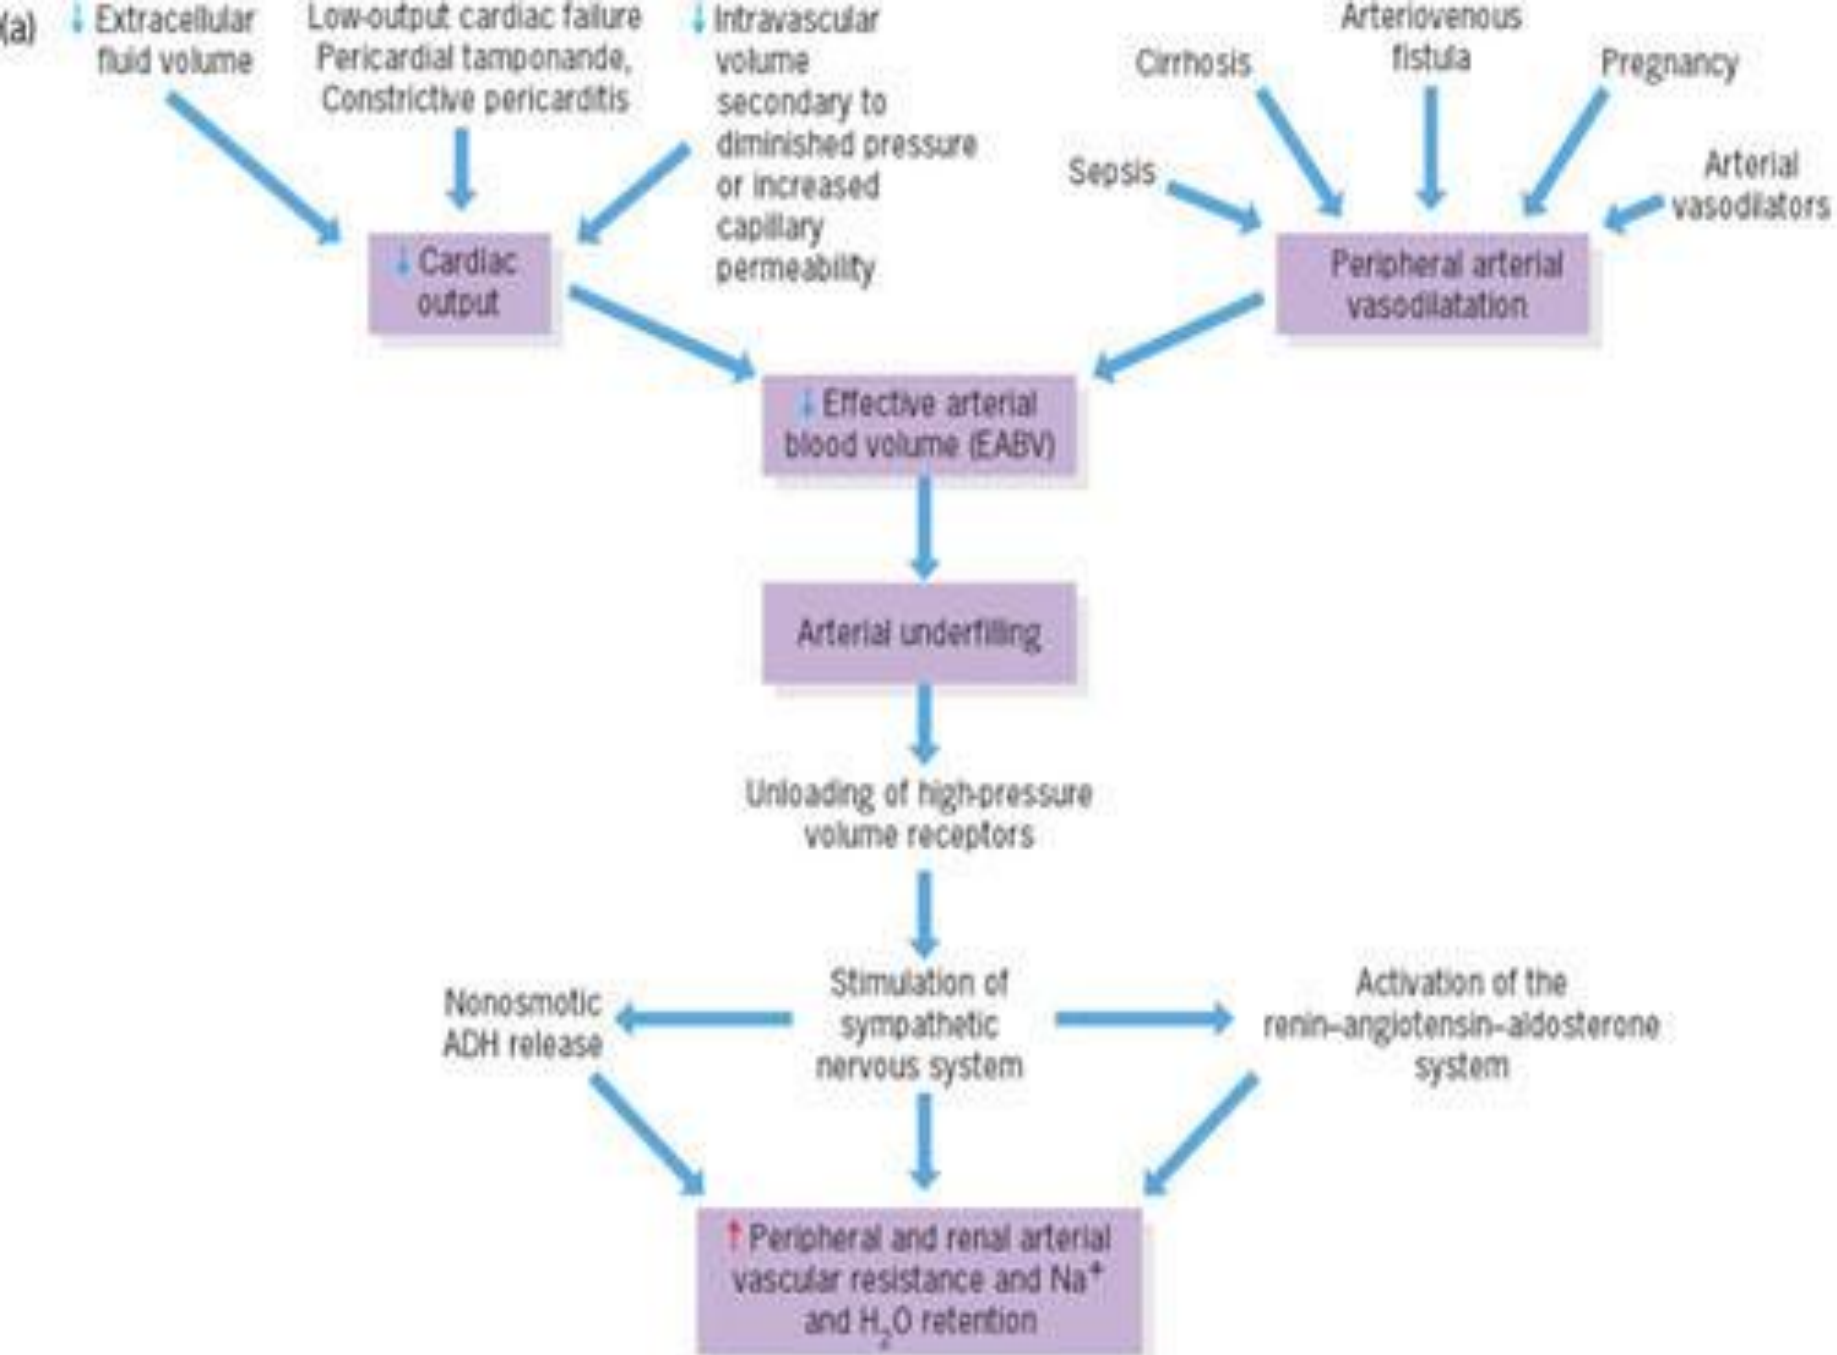 (a)
↓ Extracellular
fluid volume
Low-output cardiac failure
Pericardial tamponande,
Constrictive pericarditis
↓ Intravascular
volume
secondary to
diminished pressure
or increased
capillary
permeability
Cirrhosis
Arteriovenous
fistula
Pregnancy
Sepsis
Arterial
vasodilators
↓ Cardiac
output
Peripheral arterial
vasodilatation
↓ Effective arterial
blood volume (EABV)
Arterial underfilling
Unloading of high-pressure
volume receptors
Nonosmotic
ADH release
Stimulation of
sympathetic
nervous system
Activation of the
renin–angiotensin–aldosterone
system
↑ Peripheral and renal arterial
vascular resistance and Na⁺
and H₂O retention